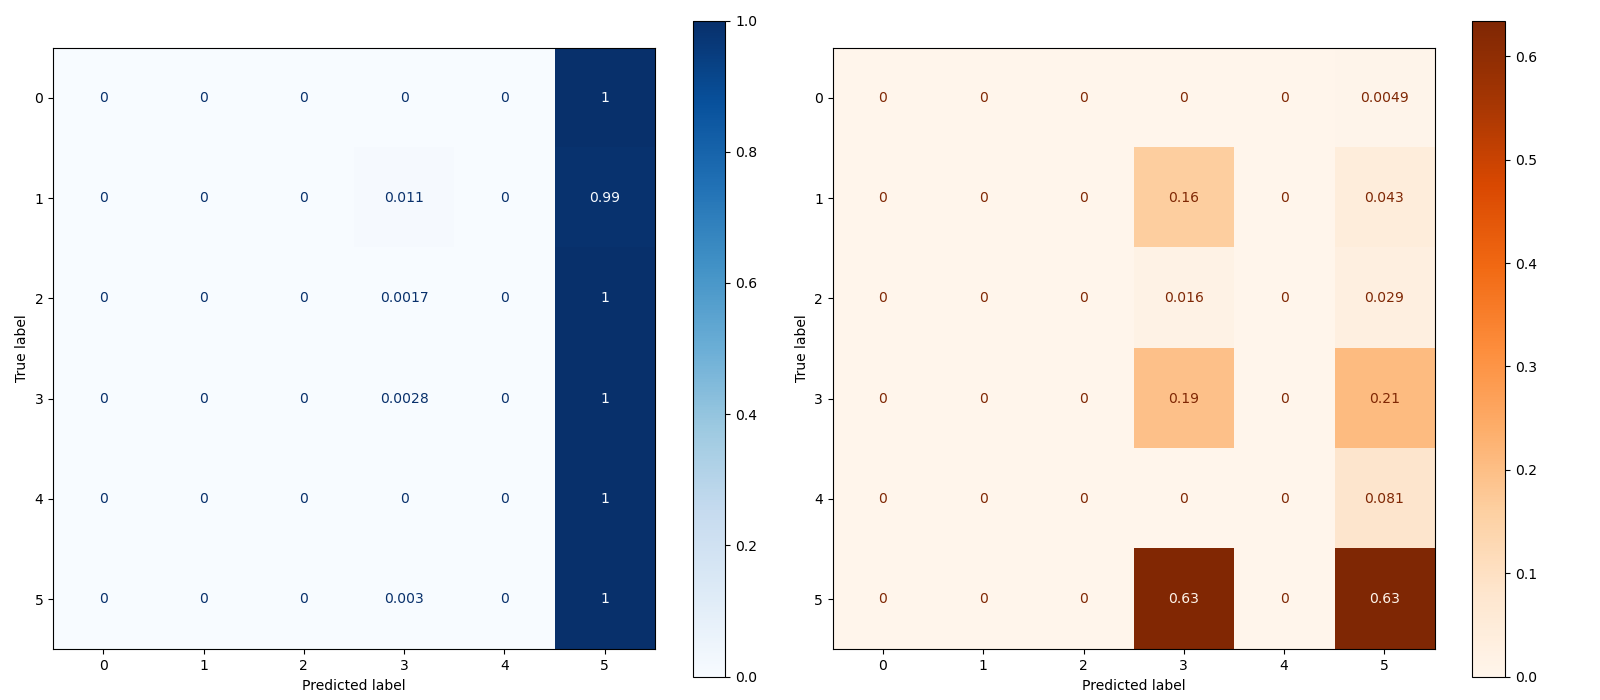 1.0
0.8
0.6
0.4
0.2
0.0
True label
0 0 0 0 0 0 1
1 0 0 0 0.011 0 0.99
2 0 0 0 0.0017 0 1
3 0 0 0 0.0028 0 1
4 0 0 0 0 0 1
5 0 0 0 0.003 0 1
0 1 2 3 4 5
Predicted label
True label
0 0 0 0 0 0 0.0049
1 0 0 0 0.16 0 0.043
2 0 0 0 0.016 0 0.029
3 0 0 0 0.19 0 0.21
4 0 0 0 0 0 0.081
5 0 0 0 0.63 0 0.63
0 1 2 3 4 5
Predicted label
0.6
0.5
0.4
0.3
0.2
0.1
0.0